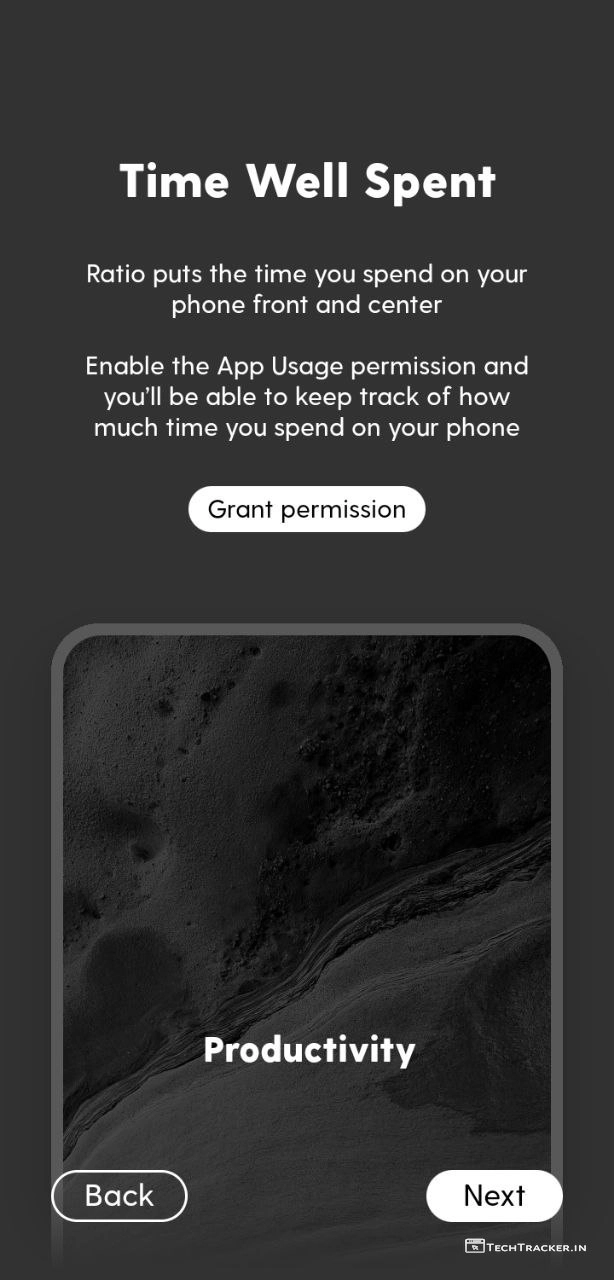 Time Well Spent
Ratio puts the time you spend on your
phone front and center
Enable the App Usage permission and
you’ll be able to keep track of how
much time you spend on your phone
Grant permission
Productivity
Back
Next
TechTracker.in